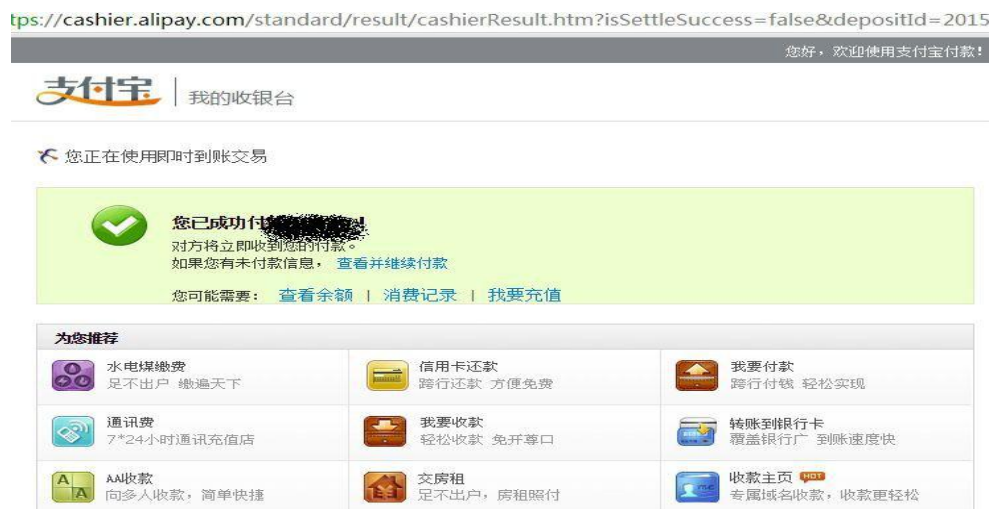 tps://cashier.alipay.com/standard/result/cashierResult.htm?isSettleSuccess=false&depositId=2015
您好，欢迎使用支付宝付款！
支付宝 我的收银台
您正在使用即时到账交易
您已成功付
对方将立即收到您的付款。
如果您有未付款信息， 查看并继续付款
您可能需要： 查看余额 | 消费记录 | 我要充值
为您推荐
水电煤缴费 信用卡还款 我要付款
足不出户 缴遍天下 跨行还款 方便免费 跨行付钱 轻松实现
通讯费 我要收款 转账到银行卡
7*24小时通讯充值店 轻松收款 免开尊口 覆盖银行广 到账速度快
AA收款 交房租 收款主页 HOT
向多人收款，简单快捷 足不出户，房租照付 专属域名收款，收款更轻松